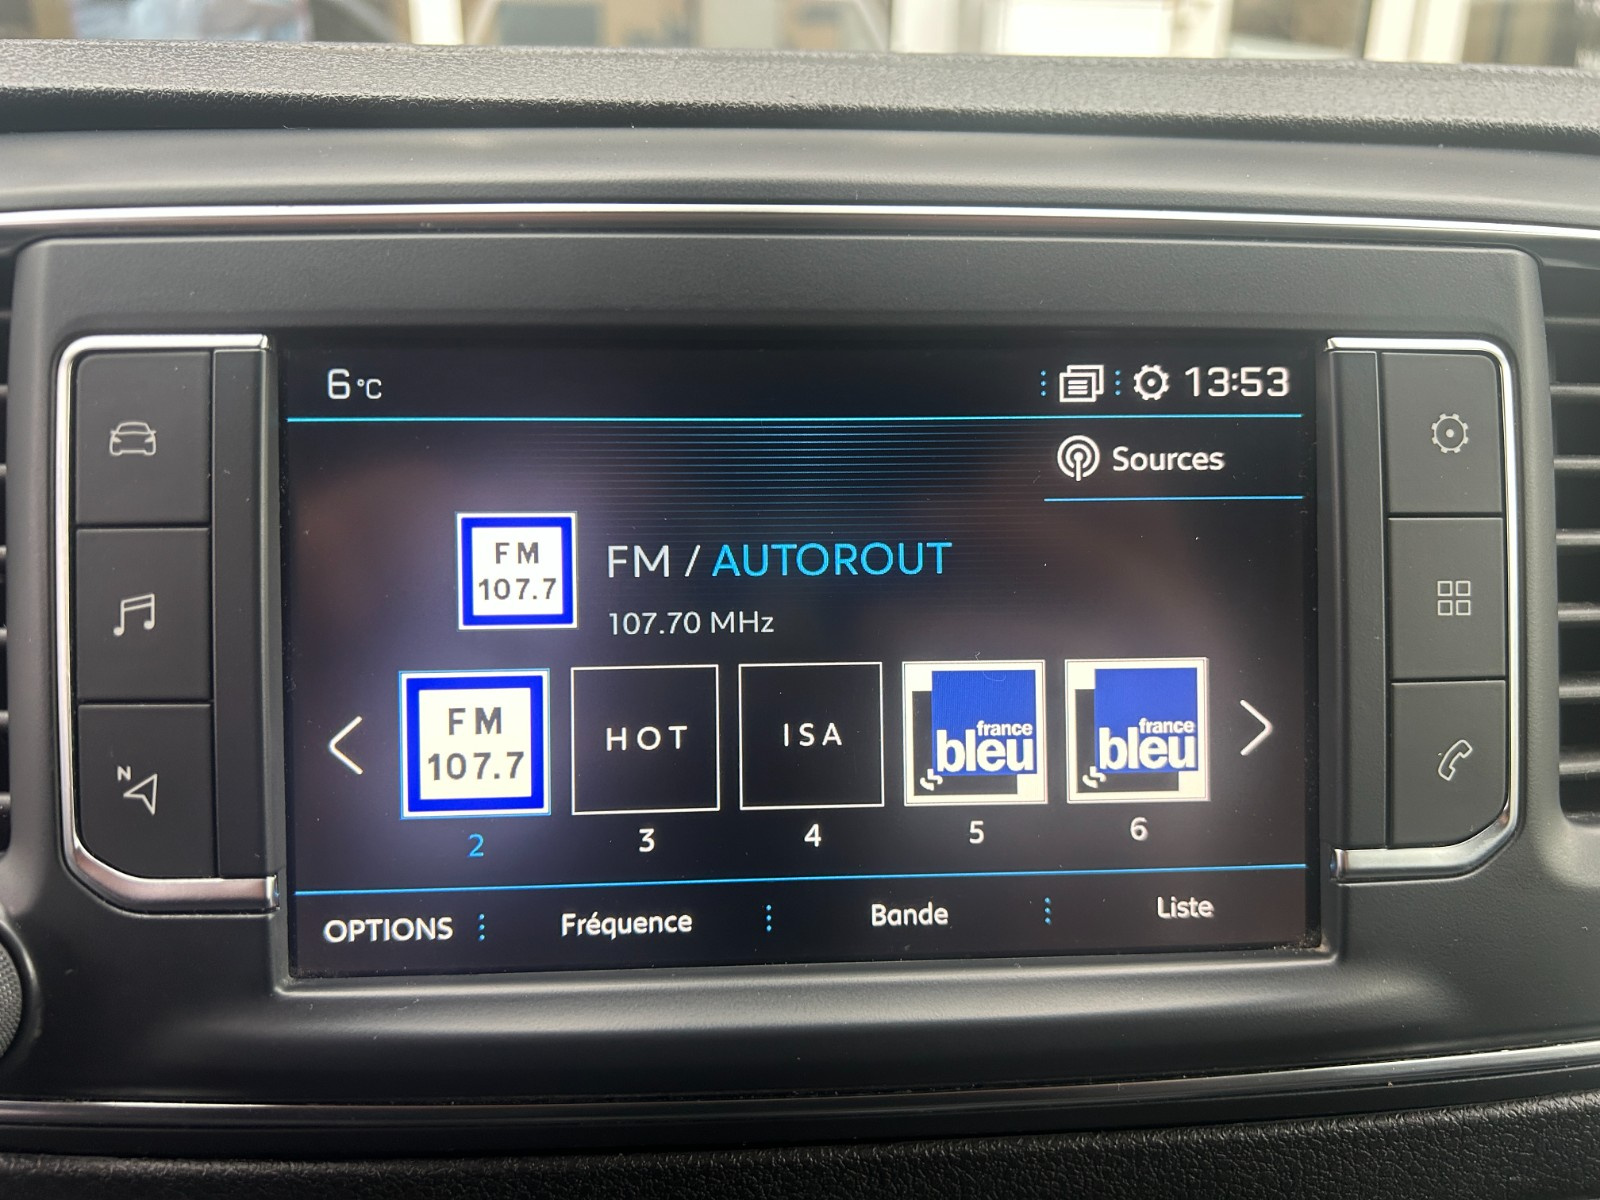 6°C
13:53
Sources
FM
107.7
FM / AUTOROUT
107.70 MHz
FM
107.7
HOT
ISA
france
bleu
france
bleu
2
3
4
5
6
OPTIONS
Fréquence
Bande
Liste
N